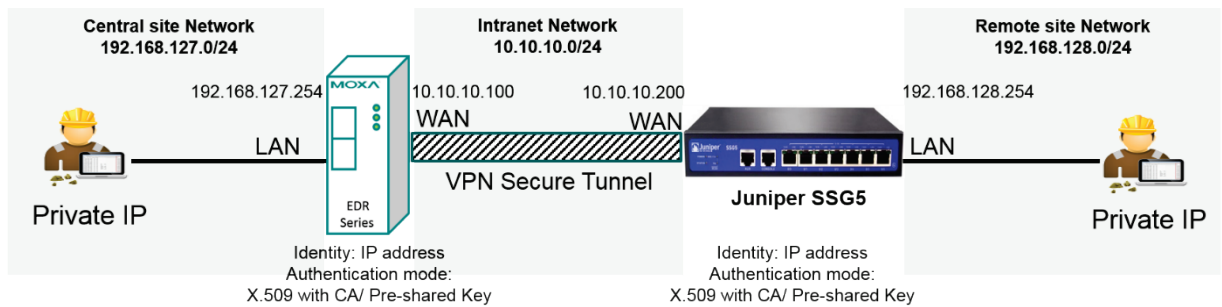 Central site Network
192.168.127.0/24
Intranet Network
10.10.10.0/24
Remote site Network
192.168.128.0/24
192.168.127.254
MOXA
10.10.10.100
10.10.10.200
192.168.128.254
WAN
WAN
LAN
LAN
Juniper
SSG5
VPN Secure Tunnel
Juniper SSG5
EDR
Series
Private IP
Private IP
Identity: IP address
Authentication mode:
X.509 with CA/ Pre-shared Key
Identity: IP address
Authentication mode:
X.509 with CA/ Pre-shared Key